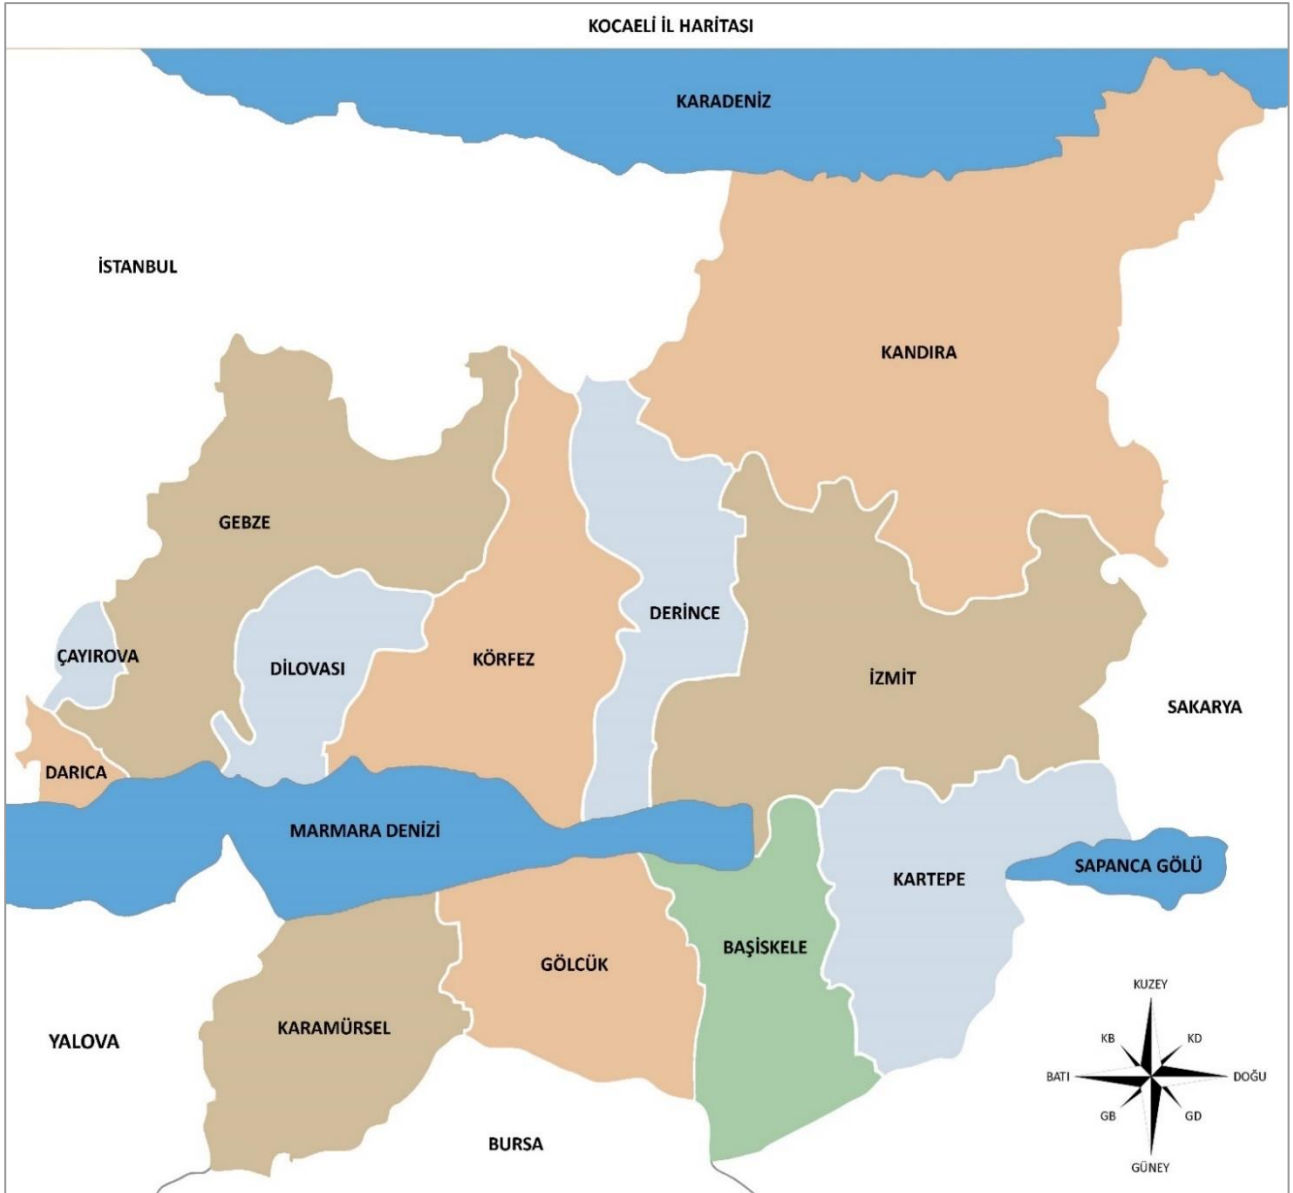 KOCAELİ İL HARİTASI
KARADENİZ
İSTANBUL
KANDIRA
GEBZE
DERİNCE
ÇAYIROVA
DİLOVASI
KÖRFEZ
İZMİT
SAKARYA
DARICA
MARMARA DENİZİ
SAPANCA GÖLÜ
KARTEPE
BAŞİSKELE
GÖLCÜK
KARAMÜRSEL
YALOVA
BURSA
KUZEY
KB
KD
BATI
DOĞU
GB
GD
GÜNEY